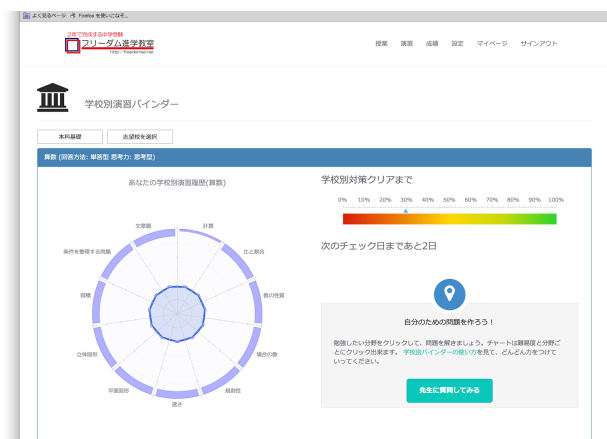 よく見るページ Firefox を使いこなそ...
2年で完成する中学受験
フリーダム進学教室
http://freedomex.net
授業 演習 成績 設定 マイページ サインアウト
学校別演習バインダー
本科基礎 志望校を選択
算数 (回答方法: 単答型 思考力: 思考型)
あなたの学校別演習履歴(算数)
文章題
計算
条件を整理する問題
比と割合
容積
数の性質
立体図形
場合の数
平面図形
規則性
速さ
学校別対策クリアまで
0% 10% 20% 30% 40% 50% 60% 70% 80% 90% 100%
次のチェック日まであと2日
自分のための問題を作ろう！
勉強したい分野をクリックして、問題を解きましょう。チャートは難易度と分野ご
とにクリック出来ます。 学校別バインダーの使い方を見て、どんどん力をつけて
いってください。
先生に質問してみる